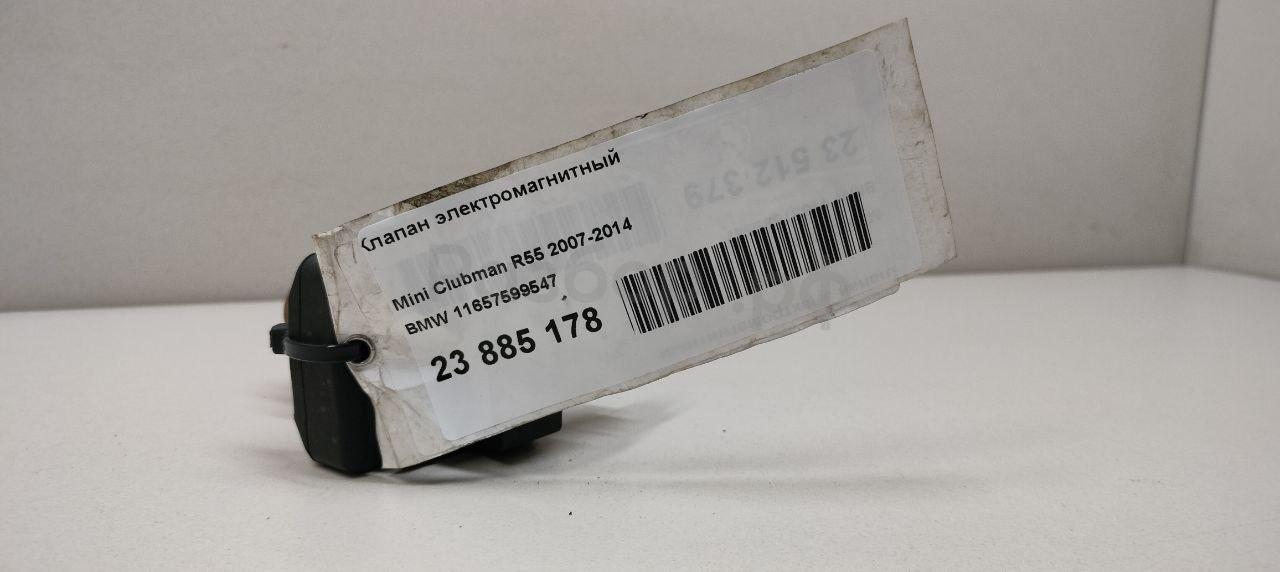 Клапан электромагнитный
Mini Clubman R55 2007-2014
BMW 11657599547
23 885 178
23 512 379